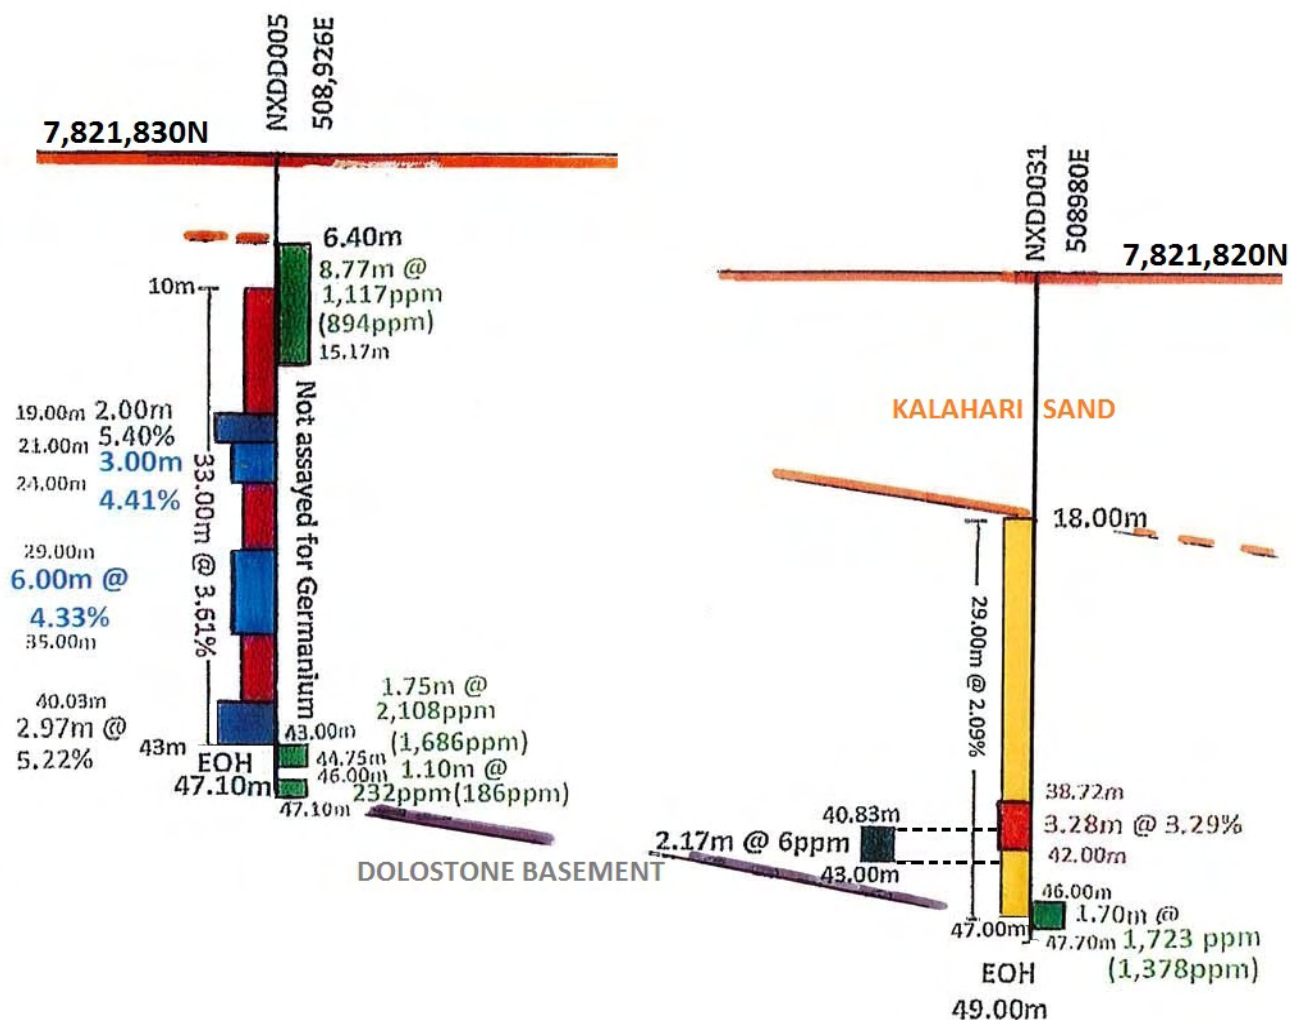 NXDD005
508,926E
7,821,830N
6.40m
8.77m @
1,117ppm
(894ppm)
15.17m
10m
19.00m 2.00m
5.40%
21.00m
3.00m
24.00m
4.41%
33.00m @ 3.61%
Not assayed for Germanium
29.00m
6.00m @
4.33%
35.00m
40.03m
2.97m @
5.22%
43m
EOH
47.10m
1.75m @
2,108ppm
43.00m
(1,686ppm)
44.75m
46.00m 1.10m @
232ppm(186ppm)
47.10m
DOLOSTONE BASEMENT
NXDD031
508980E
7,821,820N
KALAHARI SAND
18.00m
29.00m @ 2.09%
38.72m
3.28m @ 3.29%
42.00m
40.83m
2.17m @ 6ppm
43.00m
46.00m
1.70m @
47.00m
47.70m 1,723 ppm
(1,378ppm)
EOH
49.00m